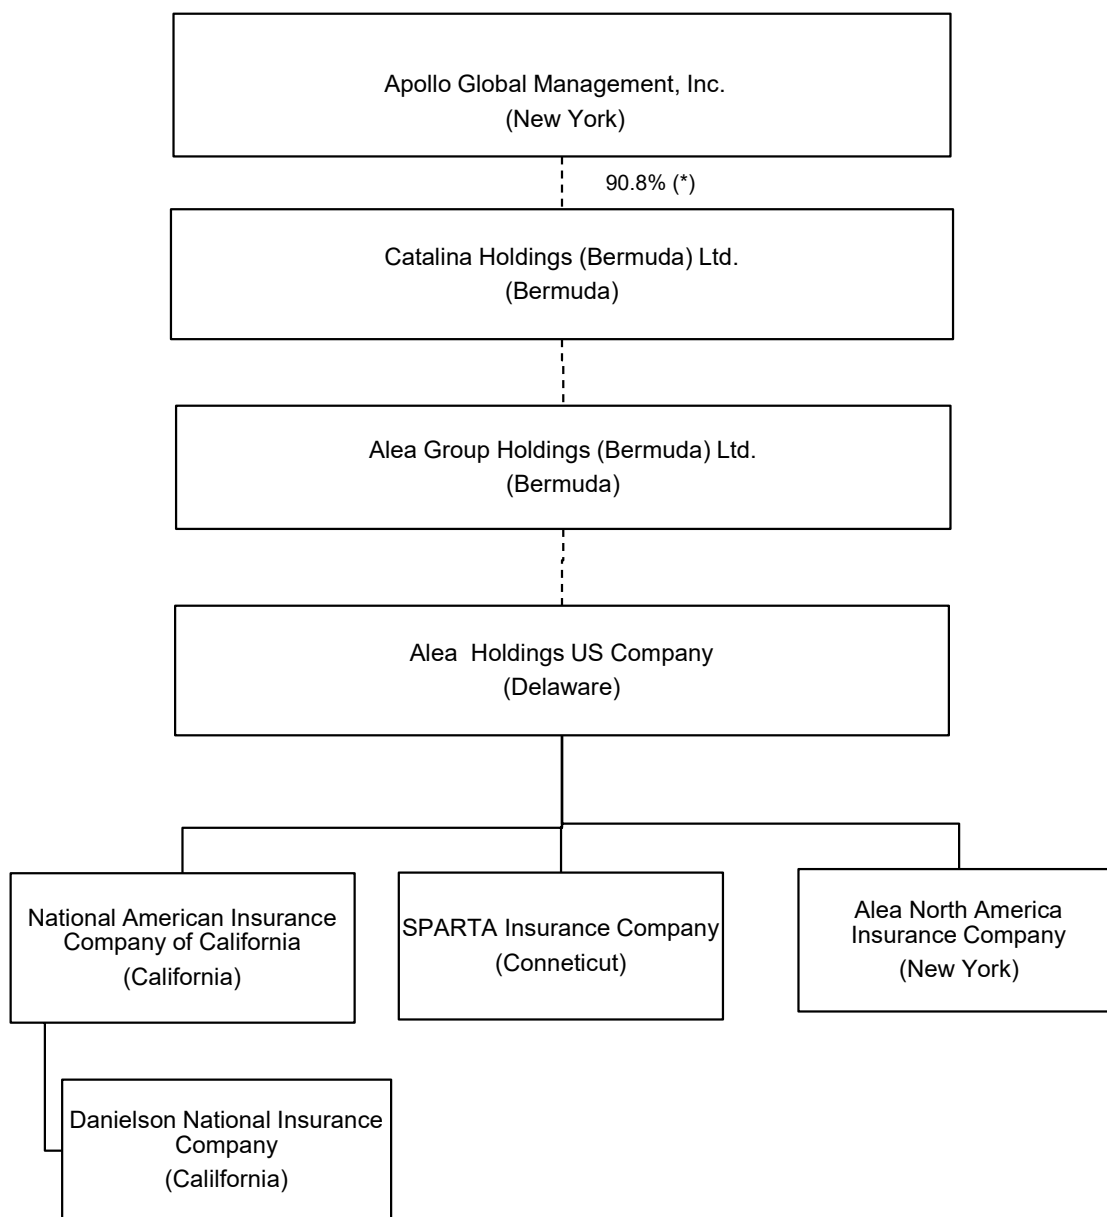 Apollo Global Management, Inc.
(New York)
90.8% (*)
Catalina Holdings (Bermuda) Ltd.
(Bermuda)
Alea Group Holdings (Bermuda) Ltd.
(Bermuda)
Alea  Holdings US Company
(Delaware)
National American Insurance
Company of California
(California)
SPARTA Insurance Company
(Conneticut)
Alea North America
Insurance Company
(New York)
Danielson National Insurance
Company
(Calilfornia)